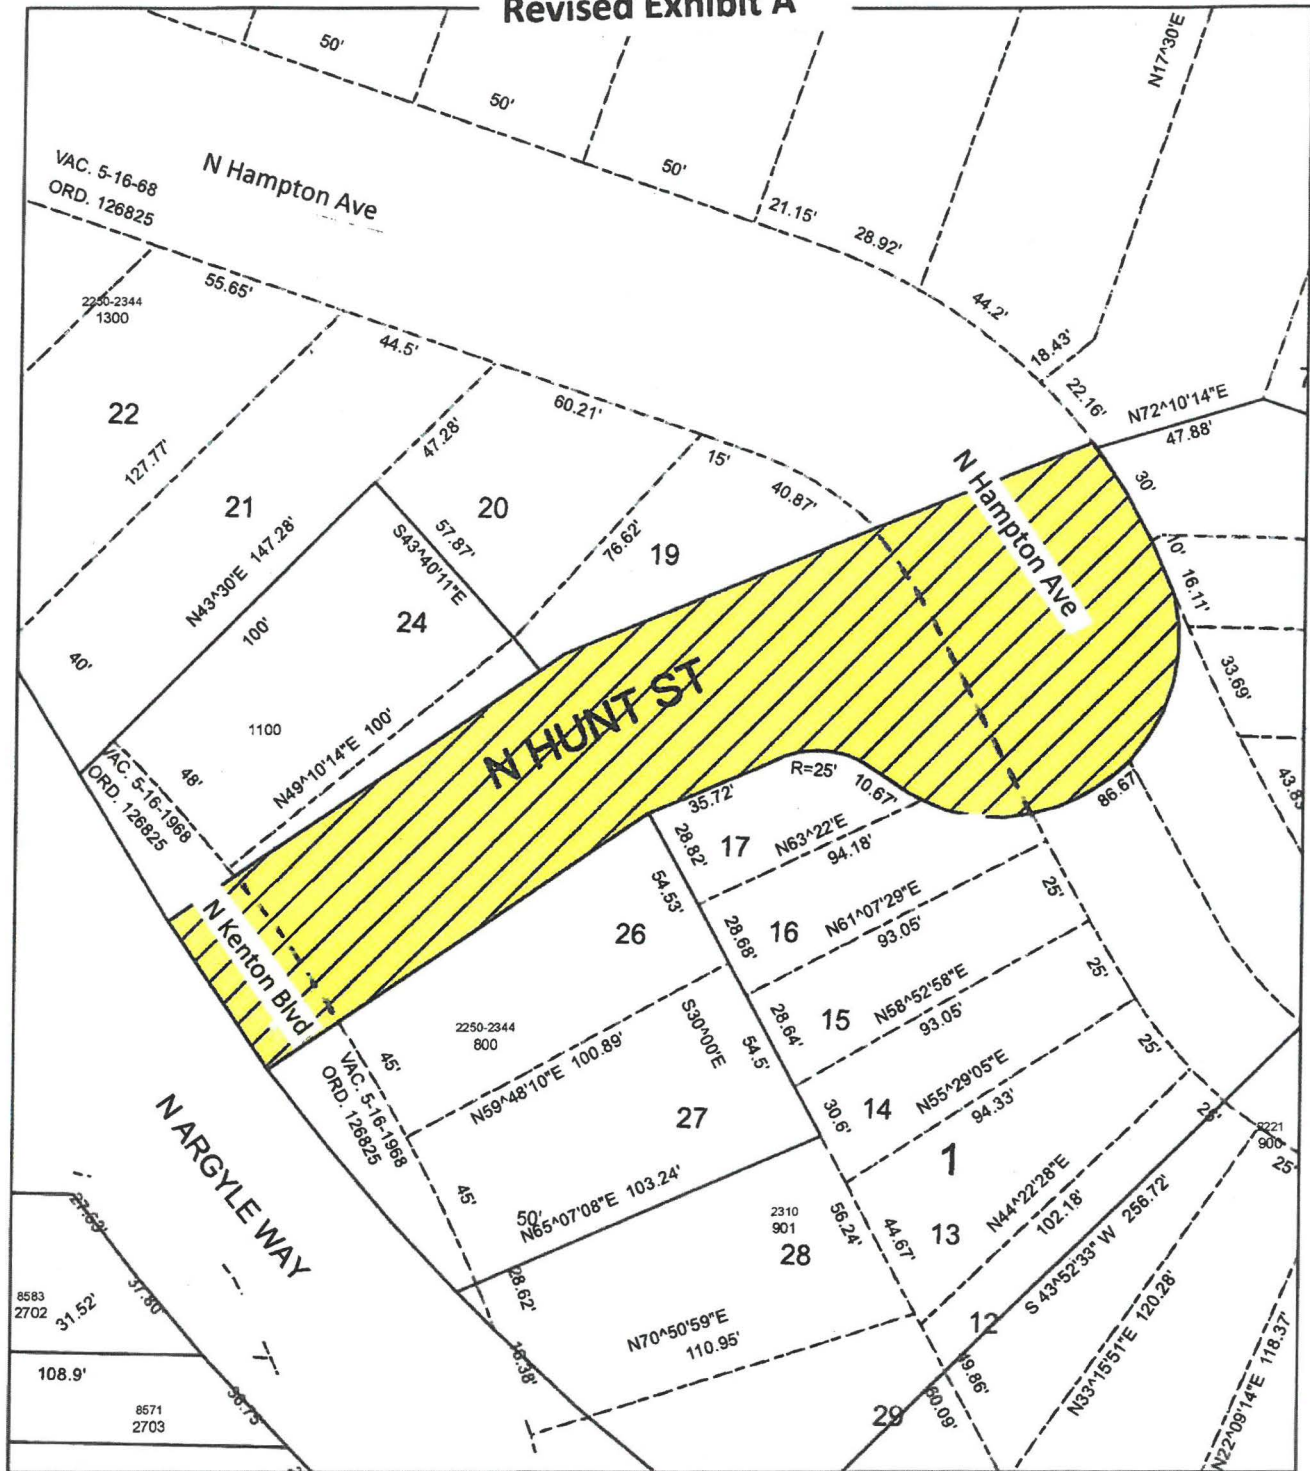 Revised Exhibit A
50'
50'
50'
N17^30'E
VAC. 5-16-68
ORD. 126825
N Hampton Ave
21.15'
28.92'
55.65'
44.2'
2250-2344
1300
44.5'
18.43'
22.16'
22
60.21'
N72^10'14"E
47.88'
47.28'
127.77'
15'
40.87'
N Hampton Ave
30'
21
20
57.87'
S43^40'11"E
76.62'
19
10'
16.11'
N43^30'E 147.28'
100'
24
40'
33.69'
N HUNT ST
1100
48'
N49^10'14"E 100'
VAC. 5-16-1968
ORD. 126825
R=25'
10.67'
86.67'
35.72'
28.82'
17
N63^22'E
94.18'
54.53'
25'
N Kenton Blvd
26
28.68'
16
N61^07'29"E
93.05'
25'
2250-2344
800
S30^00'E
28.64'
15
N58^52'58"E
93.05'
45'
N59^48'10"E 100.89'
54.5'
25'
VAC. 5-16-1968
ORD. 126825
27
30.6'
14
N55^29'05"E
94.33'
N ARGYLE WAY
1
2221
900
25'
45'
50'
N65^07'08"E 103.24'
2310
901
28
56.24'
44.67'
13
N44^22'28"E
102.18'
S 43^52'33" W 256.72'
27.63'
28.62'
8583
2702
31.52'
37.80'
N70^50'59"E
110.95'
12
N33^15'51"E 120.28'
16.38'
108.9'
49.86'
60.09'
N22^09'14"E 118.37'
36.75'
8571
2703
29